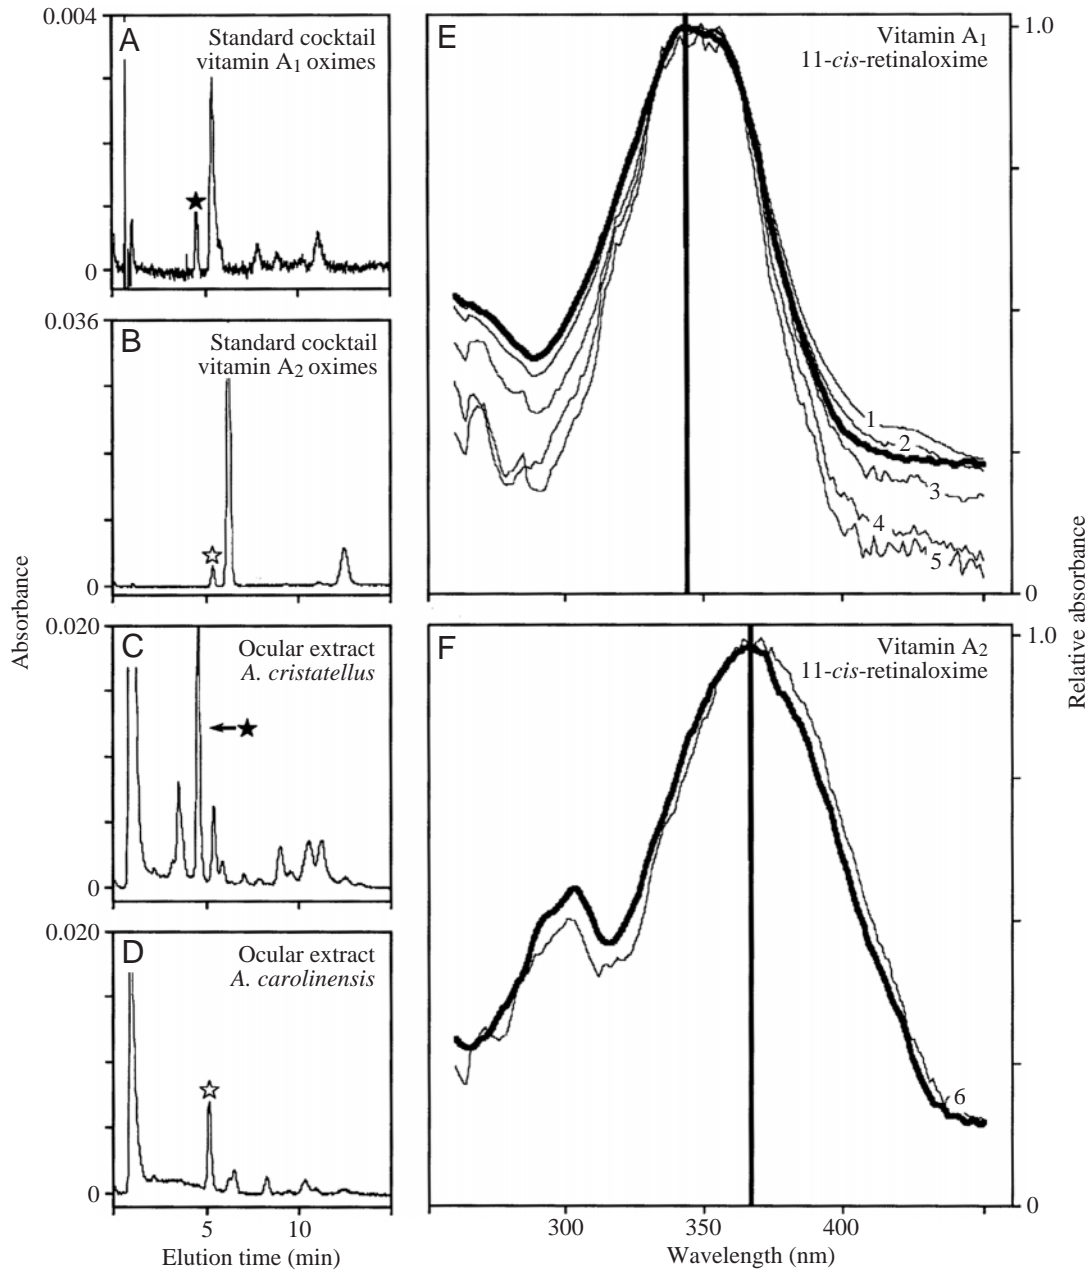 A
Standard cocktail
vitamin A1 oximes
0.004
0
B
Standard cocktail
vitamin A2 oximes
0.036
0
C
Ocular extract
A. cristatellus
0.020
0
D
Ocular extract
A. carolinensis
0.020
0
5 10
Elution time (min)
Absorbance
E
Vitamin A1
11-cis-retinaloxime
1.0
1
2
3
4
5
0
F
Vitamin A2
11-cis-retinaloxime
1.0
6
0
300 350 400
Wavelength (nm)
Relative absorbance